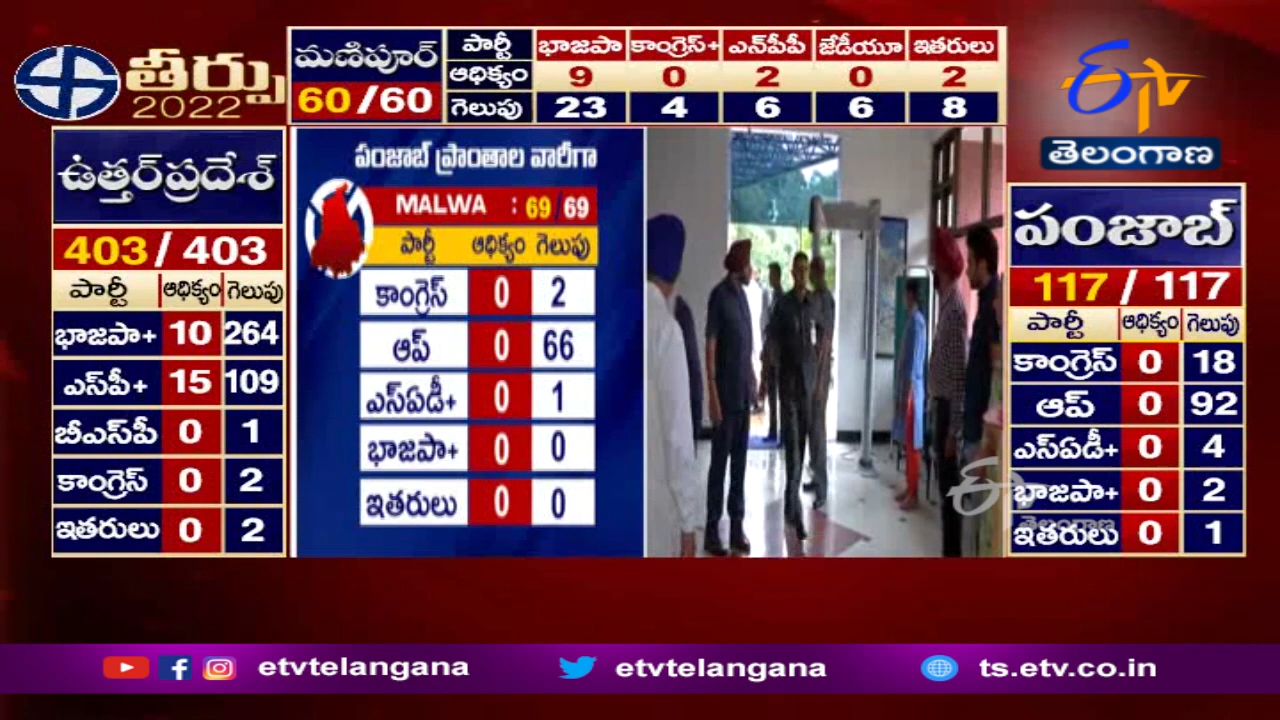 తీర్పు
2022
మణిపూర్
60/60
పార్టీ భాజపా కాంగ్రెస్+ ఎన్‌పీపీ జేడీయూ ఇతరులు
ఆధిక్యం 9 0 2 0 2
గెలుపు 23 4 6 6 8
ETV
తెలంగాణ
ఉత్తర్‌ప్రదేశ్
403/403
పార్టీ ఆధిక్యం గెలుపు
భాజపా+ 10 264
ఎస్‌పీ+ 15 109
బీఎస్‌పీ 0 1
కాంగ్రెస్ 0 2
ఇతరులు 0 2
పంజాబ్ ప్రాంతాల వారీగా
MALWA : 69/69
పార్టీ ఆధిక్యం గెలుపు
కాంగ్రెస్ 0 2
ఆప్ 0 66
ఎస్ఏడీ+ 0 1
భాజపా+ 0 0
ఇతరులు 0 0
పంజాబ్
117/117
పార్టీ ఆధిక్యం గెలుపు
కాంగ్రెస్ 0 18
ఆప్ 0 92
ఎస్ఏడీ+ 0 4
భాజపా+ 0 2
ఇతరులు 0 1
తెలంగాణ
etvtelangana etvtelangana ts.etv.co.in